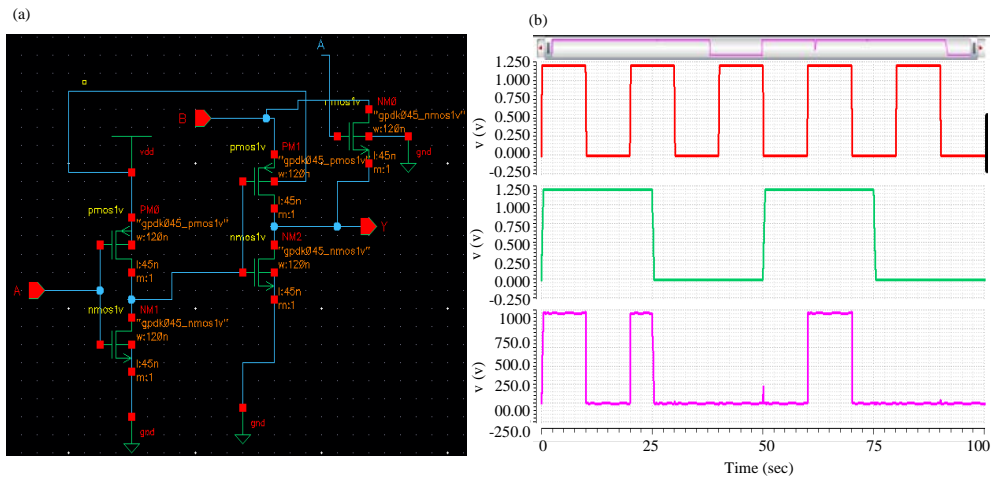 (a)
(b)
A
B
NM0
nmos1v
"gpdk045_nmos1v"
w:120n
l:45n
m:1
gnd
vdd
PM1
pmos1v
"gpdk045_pmos1v"
w:120n
l:45n
m:1
PM0
pmos1v
"gpdk045_pmos1v"
w:120n
l:45n
m:1
Y
NM2
nmos1v
"gpdk045_nmos1v"
w:120n
l:45n
m:1
A
NM1
nmos1v
"gpdk045_nmos1v"
w:120n
l:45n
m:1
gnd
gnd
v (v)
1.250
1.000
0.750
0.500
0.250
0.000
-0.250
v (v)
1.250
1.000
0.750
0.500
0.250
0.000
-0.250
v (v)
1000
750.0
500.0
250.0
00.00
-250.0
0
25
50
75
100
Time (sec)